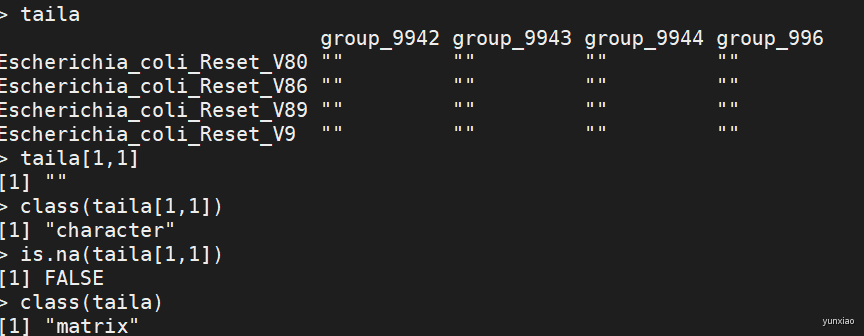 > taila
group_9942 group_9943 group_9944 group_996
Escherichia_coli_Reset_V80 "" "" "" ""
Escherichia_coli_Reset_V86 "" "" "" ""
Escherichia_coli_Reset_V89 "" "" "" ""
Escherichia_coli_Reset_V9 "" "" "" ""
> taila[1,1]
[1] ""
> class(taila[1,1])
[1] "character"
> is.na(taila[1,1])
[1] FALSE
> class(taila)
[1] "matrix"
yunxiao